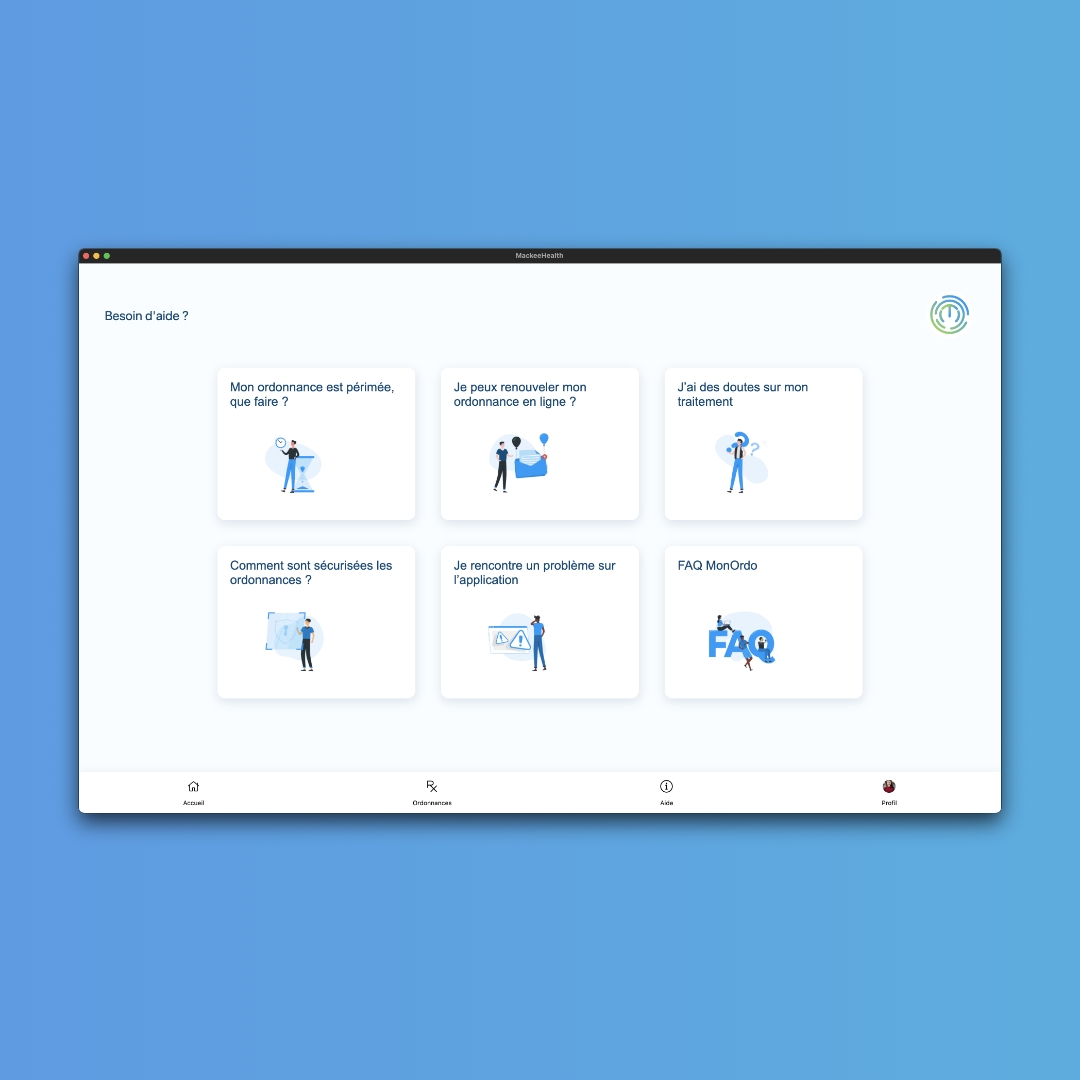 MackeeHealth
Besoin d'aide ?
Mon ordonnance est périmée,
que faire ?
Je peux renouveler mon
ordonnance en ligne ?
J'ai des doutes sur mon
traitement
?
Comment sont sécurisées les
ordonnances ?
Je rencontre un problème sur
l'application
FAQ MonOrdo
FAQ
Accueil
Ordonnances
Aide
Profil